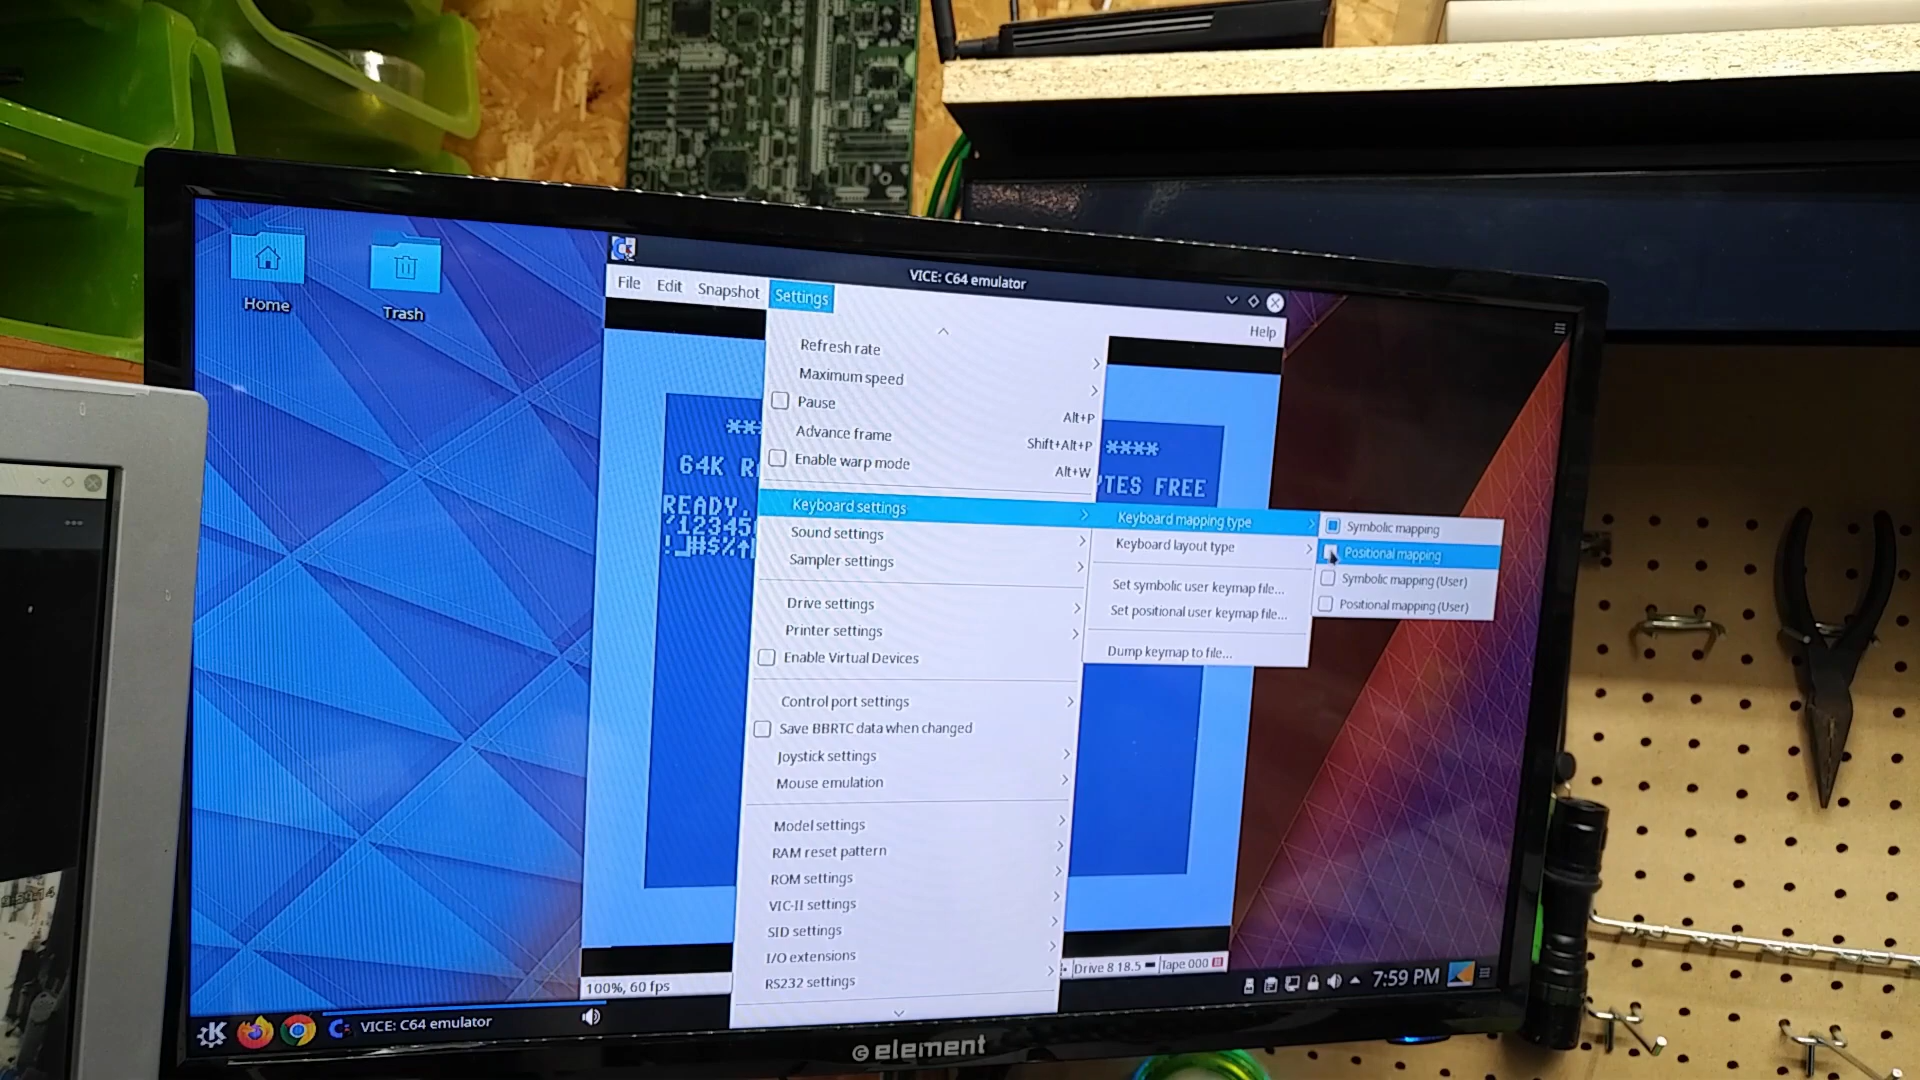 Home
Trash
VICE: C64 emulator
File Edit Snapshot Settings
Help
Refresh rate
Maximum speed
Pause Alt+P
Advance frame Shift+Alt+P
Enable warp mode Alt+W
Keyboard settings
Sound settings
Sampler settings
Drive settings
Printer settings
Enable Virtual Devices
Control port settings
Save BBRTC data when changed
Joystick settings
Mouse emulation
Model settings
RAM reset pattern
ROM settings
VIC-II settings
SID settings
I/O extensions
RS232 settings
Keyboard mapping type
Keyboard layout type
Set symbolic user keymap file...
Set positional user keymap file...
Dump keymap to file...
Symbolic mapping
Positional mapping
Symbolic mapping (User)
Positional mapping (User)
****
64K
FREE
READY.
/12345
!
#$%↑
100%, 60 fps
Drive 8 18.5 Tape 000
VICE: C64 emulator
7:59 PM
element